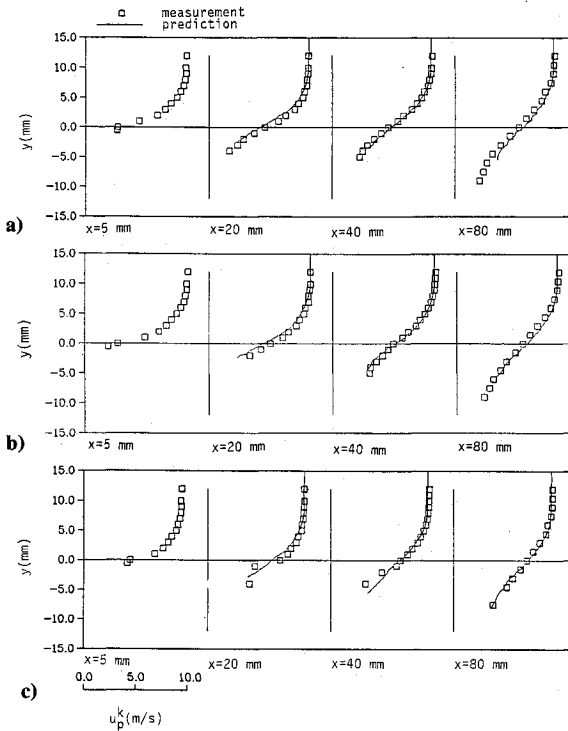 measurement
prediction
15.0
10.0
5.0
0.0
-5.0
-10.0
-15.0
y(mm)
a)
x=5 mm
x=20 mm
x=40 mm
x=80 mm
15.0
10.0
5.0
0.0
-5.0
-10.0
-15.0
y(mm)
b)
x=5 mm
x=20 mm
x=40 mm
x=80 mm
15.0
10.0
5.0
0.0
-5.0
-10.0
-15.0
y(mm)
x=5 mm
x=20 mm
x=40 mm
x=80 mm
c)
0.0
5.0
10.0
u_p^k(m/s)